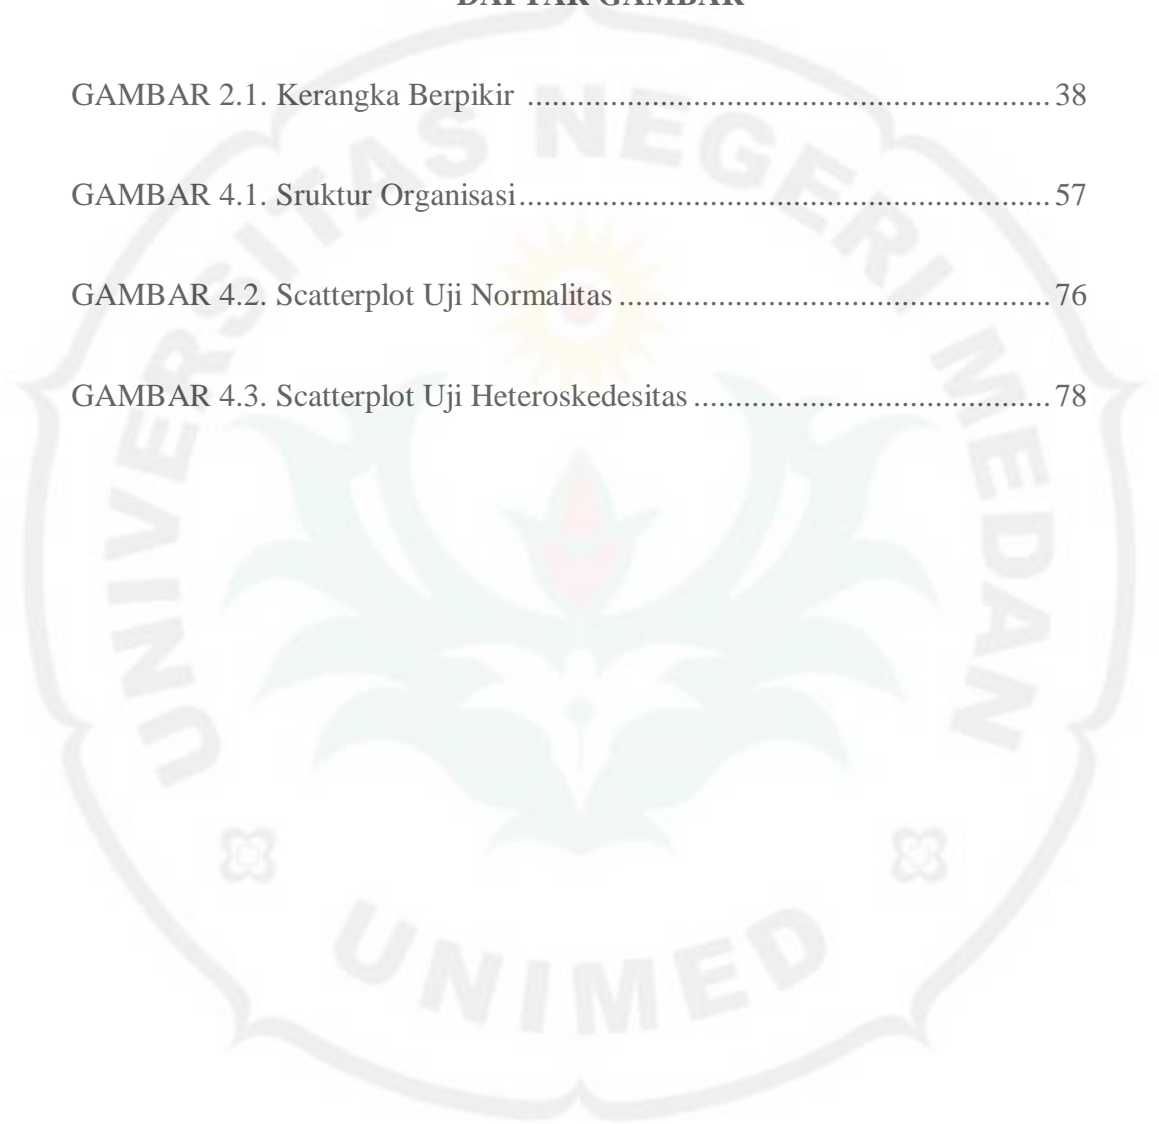 DAFTAR GAMBAR
GAMBAR 2.1. Kerangka Berpikir ............................................................ 38
GAMBAR 4.1. Sruktur Organisasi ............................................................ 57
GAMBAR 4.2. Scatterplot Uji Normalitas ................................................. 76
GAMBAR 4.3. Scatterplot Uji Heteroskedesitas ........................................ 78
UNIVERSITAS NEGERI MEDAN
UNIMED